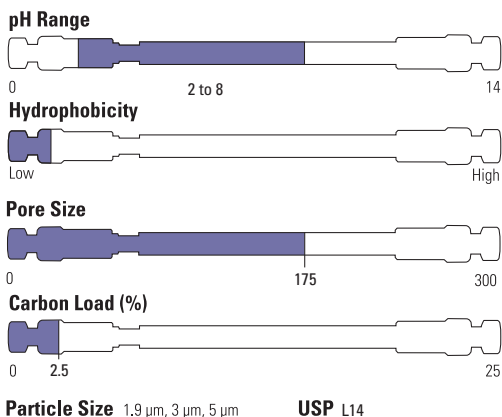 pH Range
0 2 to 8 14
Hydrophobicity
Low High
Pore Size
0 175 300
Carbon Load (%)
0 2.5 25
Particle Size 1.9 µm, 3 µm, 5 µm USP L14